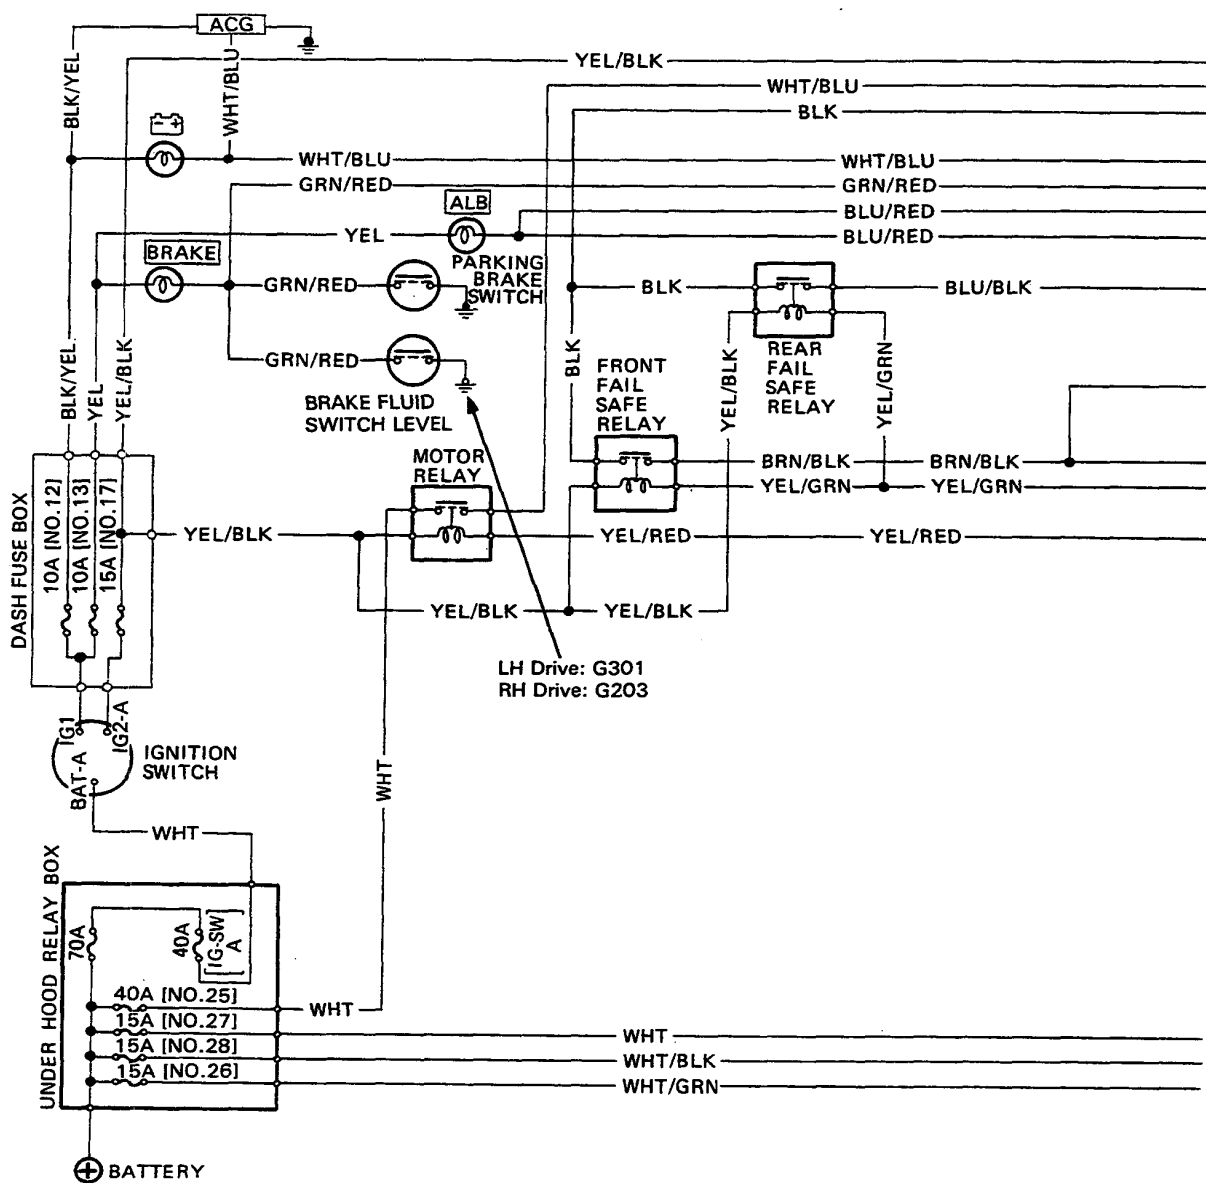 ACG
BLK/YEL
WHT/BLU
YEL/BLK
WHT/BLU
BLK
WHT/BLU
WHT/BLU
GRN/RED
GRN/RED
ALB
BLU/RED
YEL
BLU/RED
BRAKE
PARKING
BRAKE
SWITCH
GRN/RED
BLK
BLU/BLK
GRN/RED
BRAKE FLUID
SWITCH LEVEL
BLK/YEL
YEL
YEL/BLK
BLK
FRONT
FAIL
SAFE
RELAY
YEL/BLK
REAR
FAIL
SAFE
RELAY
YEL/GRN
MOTOR
RELAY
BRN/BLK
BRN/BLK
YEL/GRN
YEL/GRN
DASH FUSE BOX
10A [NO.12]
10A [NO.13]
15A [NO.17]
YEL/BLK
YEL/RED
YEL/RED
YEL/BLK
YEL/BLK
LH Drive: G301
RH Drive: G203
IG1
IG2-A
BAT-A
IGNITION
SWITCH
WHT
WHT
UNDER HOOD RELAY BOX
70A
40A
IG-SW
A
40A [NO.25]
WHT
15A [NO.27]
WHT
15A [NO.28]
WHT/BLK
15A [NO.26]
WHT/GRN
BATTERY